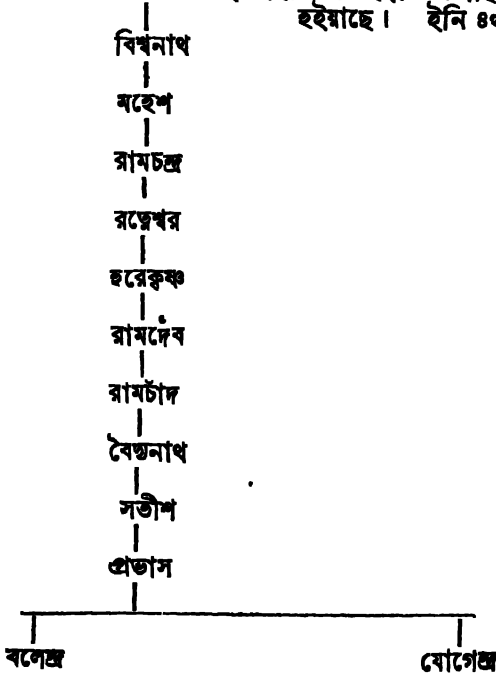 হইয়াছে। ইনি
বিশ্বনাথ
মহেশ
রামচন্দ্র
রত্নেশ্বর
হরেকৃষ্ণ
রামদেব
রামচাঁদ
বৈদ্যনাথ
সতীশ
প্রভাস
বলেন্দ্র যোগেন্দ্র